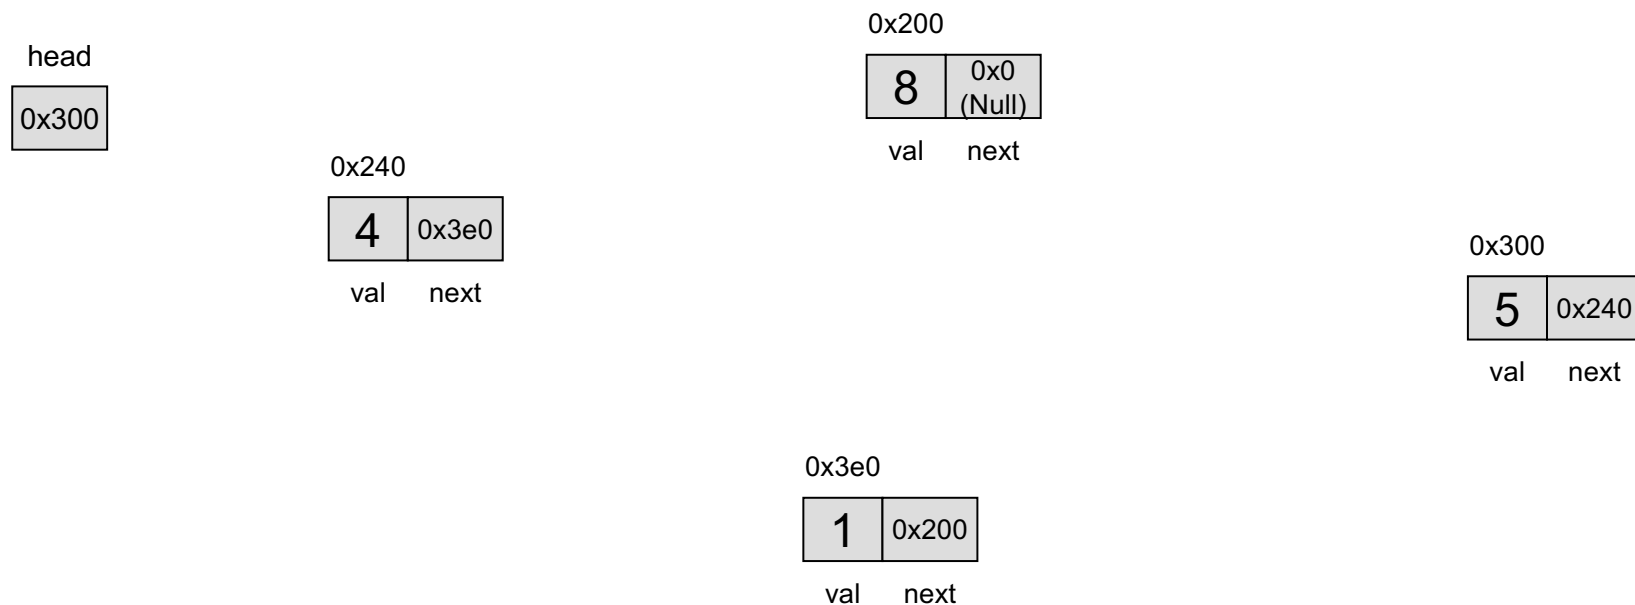 head
0x300
0x240
4 0x3e0
val next
0x200
8 0x0
(Null)
val next
0x300
5 0x240
val next
0x3e0
1 0x200
val next